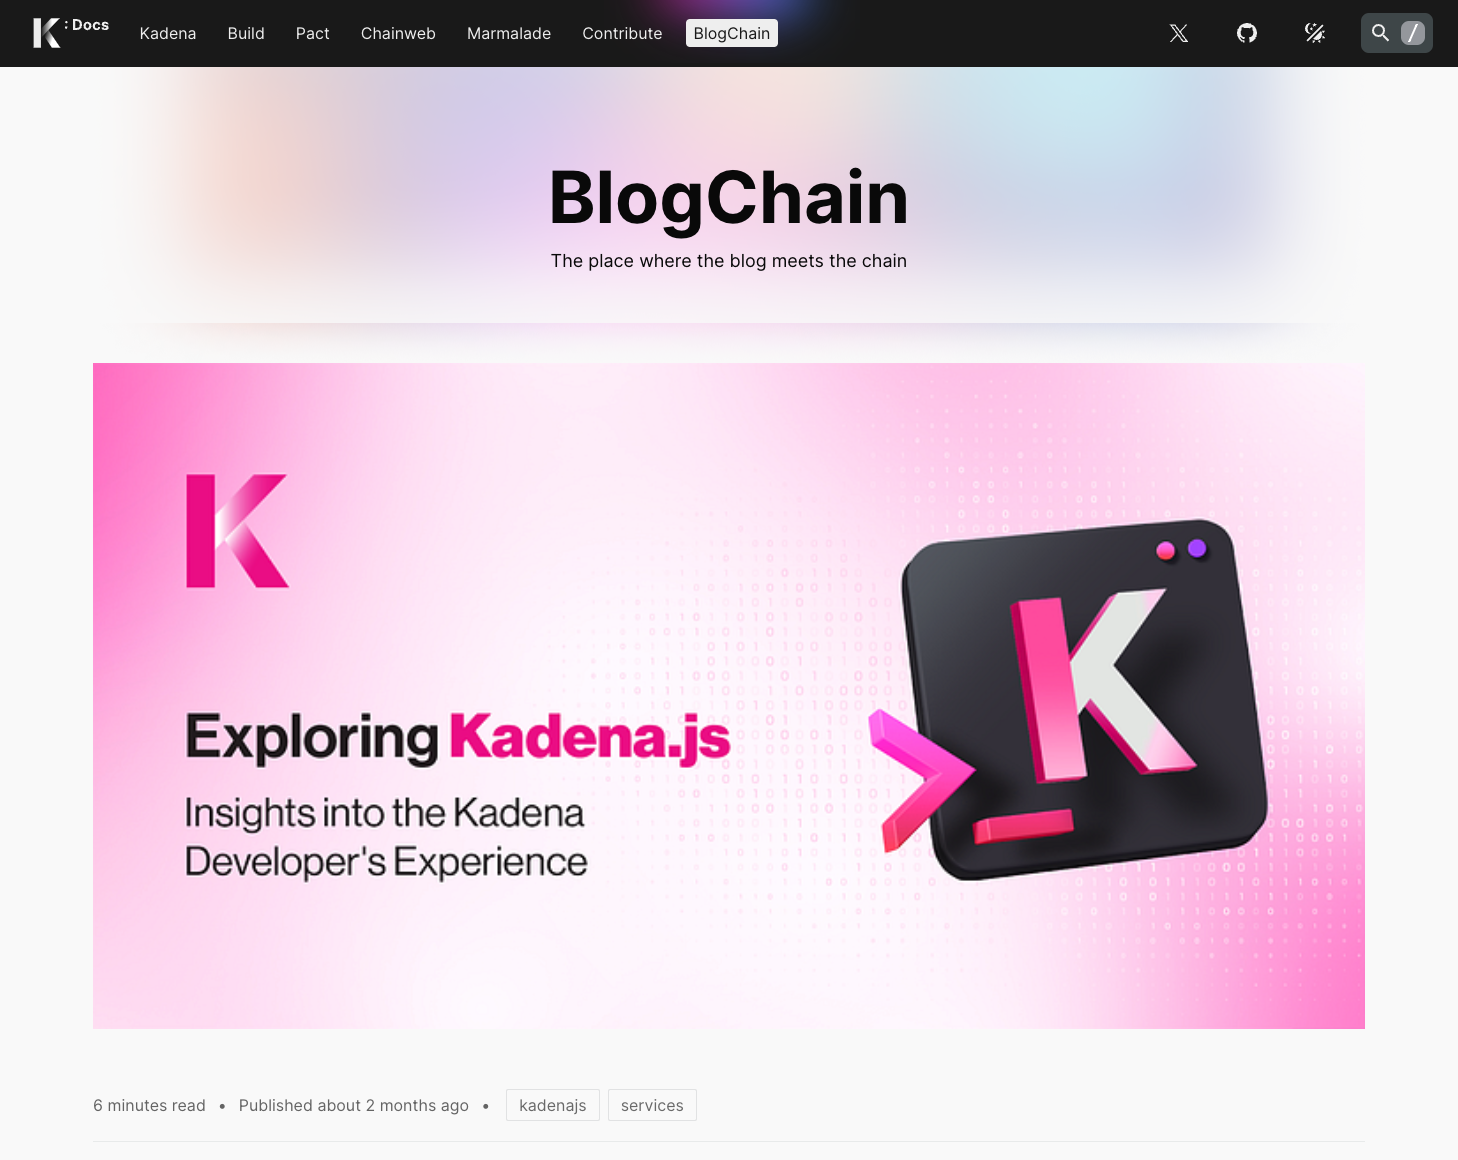 K : Docs
Kadena Build Pact Chainweb Marmalade Contribute BlogChain
/
BlogChain
The place where the blog meets the chain
K
Exploring Kadena.js
Insights into the Kadena
Developer's Experience
K
6 minutes read • Published about 2 months ago • kadenajs services